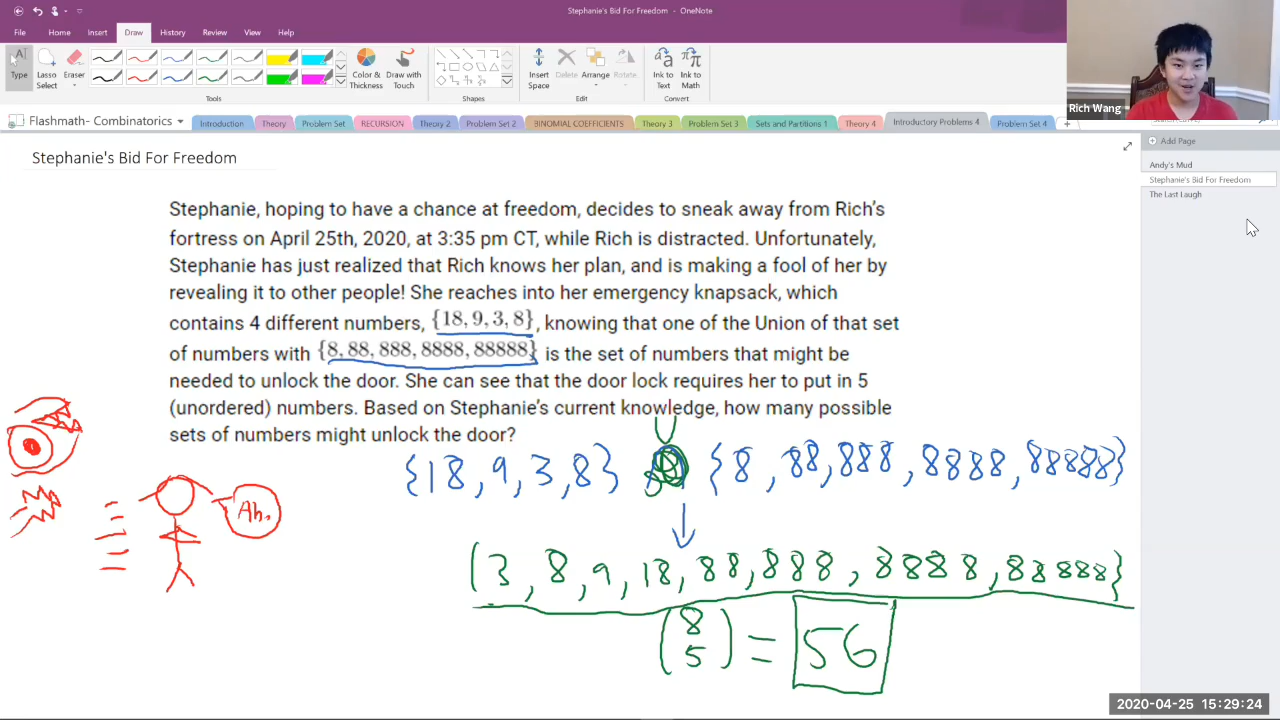 Stephanie's Bid For Freedom - OneNote
File Home Insert Draw History Review View Help
Type
Lasso Select
Eraser
Color & Thickness
Draw with Touch
Insert Space
Delete
Arrange
Rotate
Ink to Text
Ink to Math
Tools Shapes Edit Convert
Rich Wang
Flashmath- Combinatorics
Introduction Theory Problem Set RECURSION Theory 2 Problem Set 2 BINOMIAL COEFFICIENTS Theory 3 Problem Set 3 Sets and Partitions 1 Theory 4 Introductory Problems 4 Problem Set 4
Add Page
Andy's Mud
Stephanie's Bid For Freedom
The Last Laugh
Stephanie's Bid For Freedom
Stephanie, hoping to have a chance at freedom, decides to sneak away from Rich's
fortress on April 25th, 2020, at 3:35 pm CT, while Rich is distracted. Unfortunately,
Stephanie has just realized that Rich knows her plan, and is making a fool of her by
revealing it to other people! She reaches into her emergency knapsack, which
contains 4 different numbers, {18, 9, 3, 8}, knowing that one of the Union of that set
of numbers with {8, 88, 888, 8888, 88888} is the set of numbers that might be
needed to unlock the door. She can see that the door lock requires her to put in 5
(unordered) numbers. Based on Stephanie's current knowledge, how many possible
sets of numbers might unlock the door?
{18, 9, 3, 8} U {8, 88, 888, 8888, 88888}
Ah.
{3, 8, 9, 18, 88, 888, 8888, 88888}
(8 5) = 56
2020-04-25 15:29:24